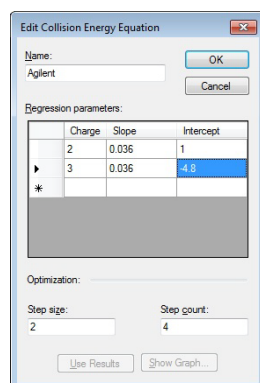 Edit Collision Energy Equation
Name:
Agilent
OK
Cancel
Regression parameters:
Charge Slope Intercept
2 0.036 1
3 0.036 -4.8
Optimization:
Step size: Step count:
2 4
Use Results Show Graph...